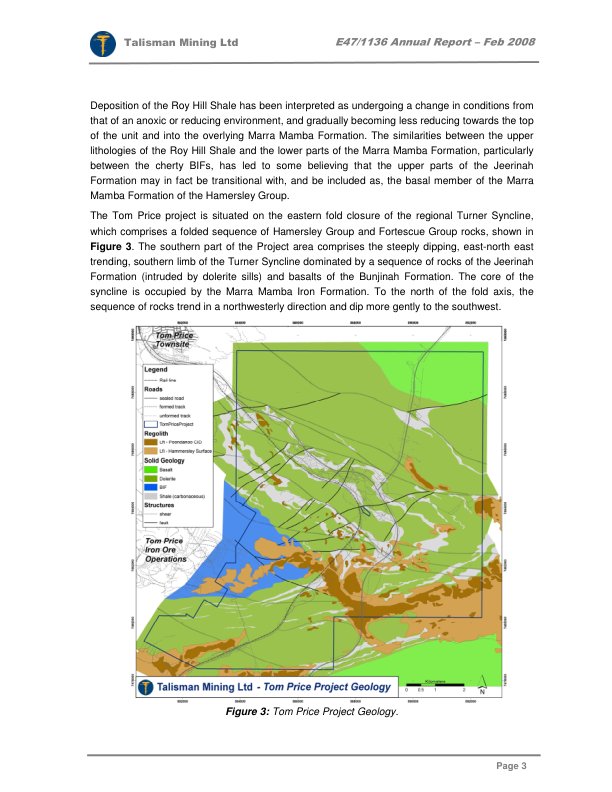 Talisman Mining Ltd
E47/1136 Annual Report – Feb 2008
Deposition of the Roy Hill Shale has been interpreted as undergoing a change in conditions from
that of an anoxic or reducing environment, and gradually becoming less reducing towards the top
of the unit and into the overlying Marra Mamba Formation. The similarities between the upper
lithologies of the Roy Hill Shale and the lower parts of the Marra Mamba Formation, particularly
between the cherty BIFs, has led to some believing that the upper parts of the Jeerinah
Formation may in fact be transitional with, and be included as, the basal member of the Marra
Mamba Formation of the Hamersley Group.
The Tom Price project is situated on the eastern fold closure of the regional Turner Syncline,
which comprises a folded sequence of Hamersley Group and Fortescue Group rocks, shown in
Figure 3. The southern part of the Project area comprises the steeply dipping, east-north east
trending, southern limb of the Turner Syncline dominated by a sequence of rocks of the Jeerinah
Formation (intruded by dolerite sills) and basalts of the Bunjinah Formation. The core of the
syncline is occupied by the Marra Mamba Iron Formation. To the north of the fold axis, the
sequence of rocks trend in a northwesterly direction and dip more gently to the southwest.
Tom Price
Townsite
Legend
Rail line
Roads
sealed road
formed track
unformed track
TomPriceProject
Regolith
Lfl - Hammersley Surface
Solid Geology
Basalt
Dolerite
BIF
Shale (carbonaceous)
Structures
shear
fault
Tom Price
Iron Ore
Operations
Talisman Mining Ltd - Tom Price Project Geology
Kilometers
0 0.5 1 2
N
Figure 3: Tom Price Project Geology.
Page 3